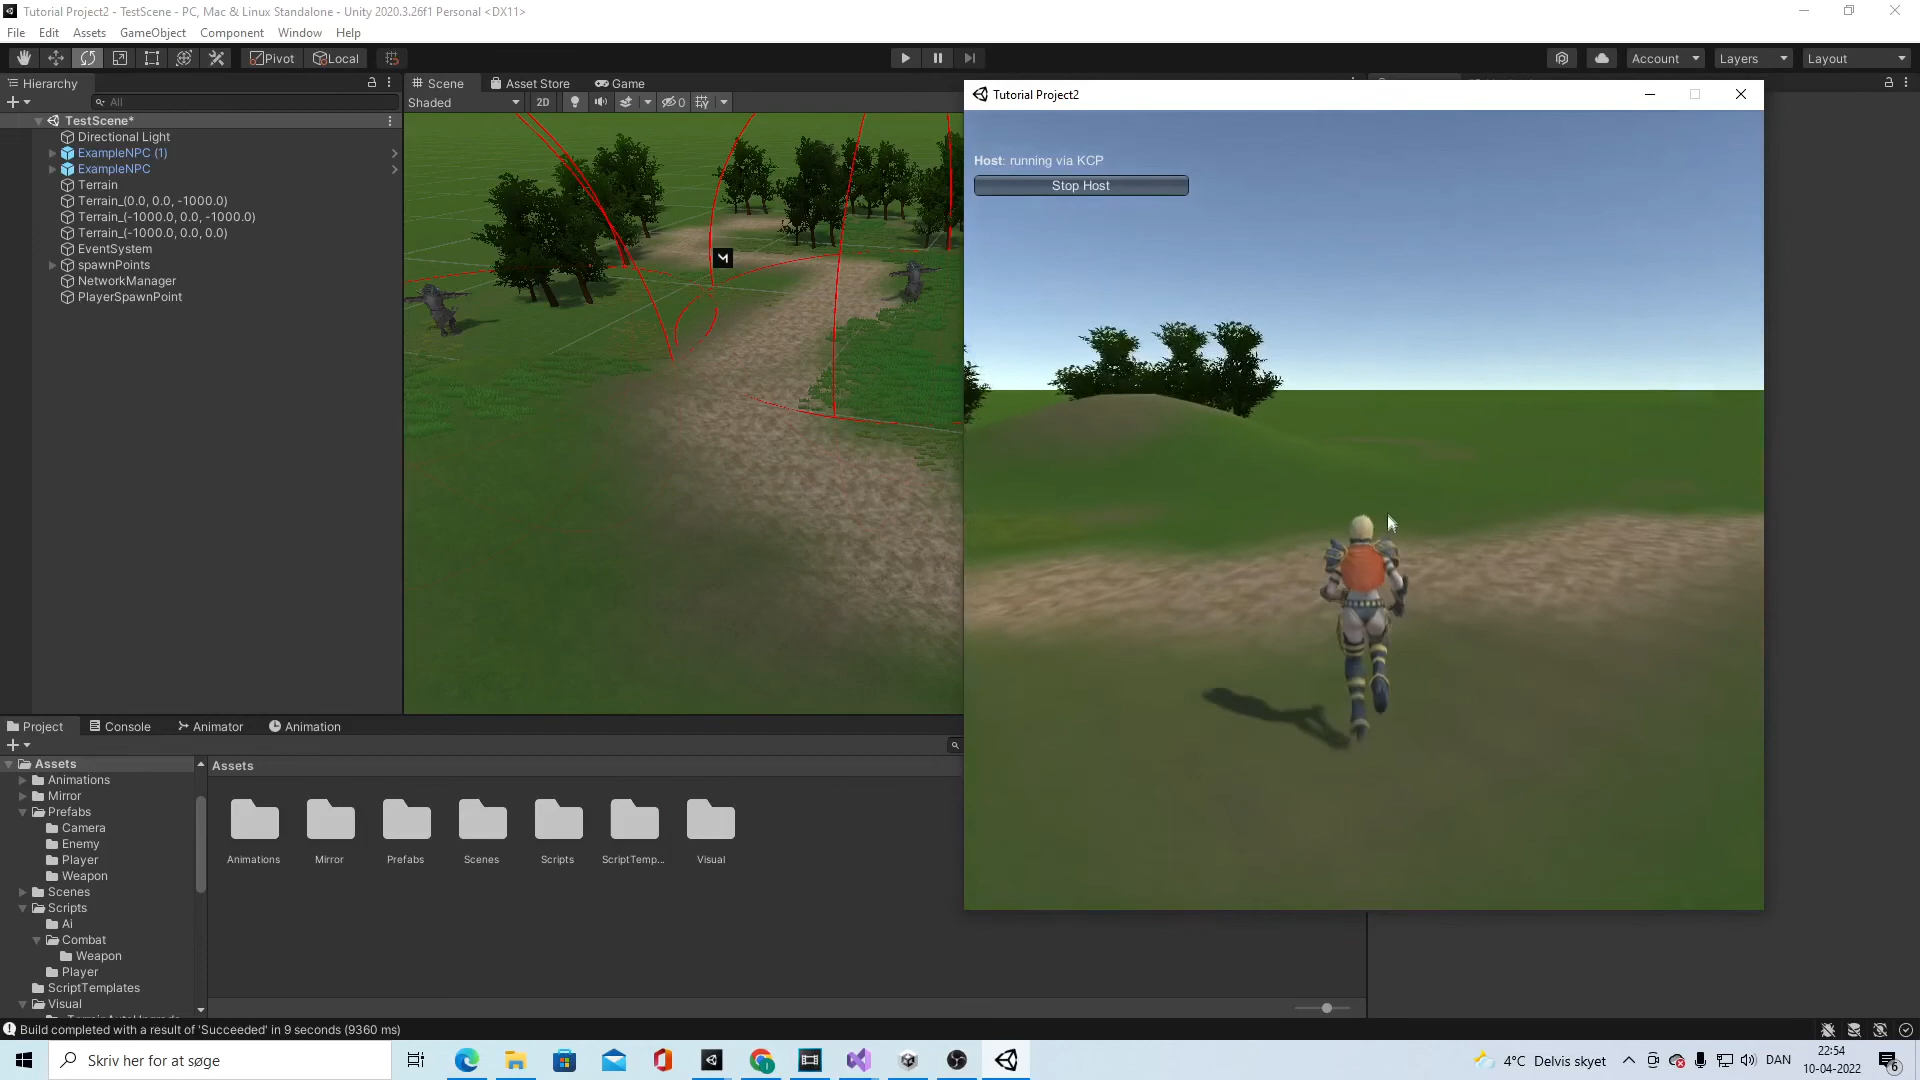 Tutorial Project2 - TestScene - PC, Mac & Linux Standalone - Unity 2020.3.26f1 Personal <DX11>
File Edit Assets GameObject Component Window Help
Pivot Local Account Layers Layout
Hierarchy
All
TestScene*
Directional Light
ExampleNPC (1)
ExampleNPC
Terrain
Terrain_(0.0, 0.0, -1000.0)
Terrain_(-1000.0, 0.0, -1000.0)
Terrain_(-1000.0, 0.0, 0.0)
EventSystem
spawnPoints
NetworkManager
PlayerSpawnPoint
Scene Asset Store Game
Shaded 2D 0
Tutorial Project2
Host: running via KCP
Stop Host
Project Console Animator Animation
Assets
Animations
Mirror
Prefabs
Camera
Enemy
Player
Weapon
Scenes
Scripts
Ai
Combat
Weapon
Player
ScriptTemplates
Visual
Assets
Animations Mirror Prefabs Scenes Scripts ScriptTemp... Visual
Build completed with a result of 'Succeeded' in 9 seconds (9360 ms)
Skriv her for at søge
4°C Delvis skyet
DAN
22:54
10-04-2022
6